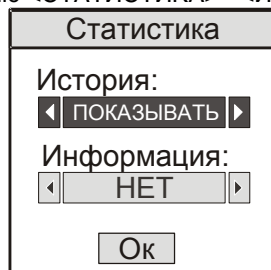 Статистика
История:
ПОКАЗЫВАТЬ
Информация:
НЕТ
Ок